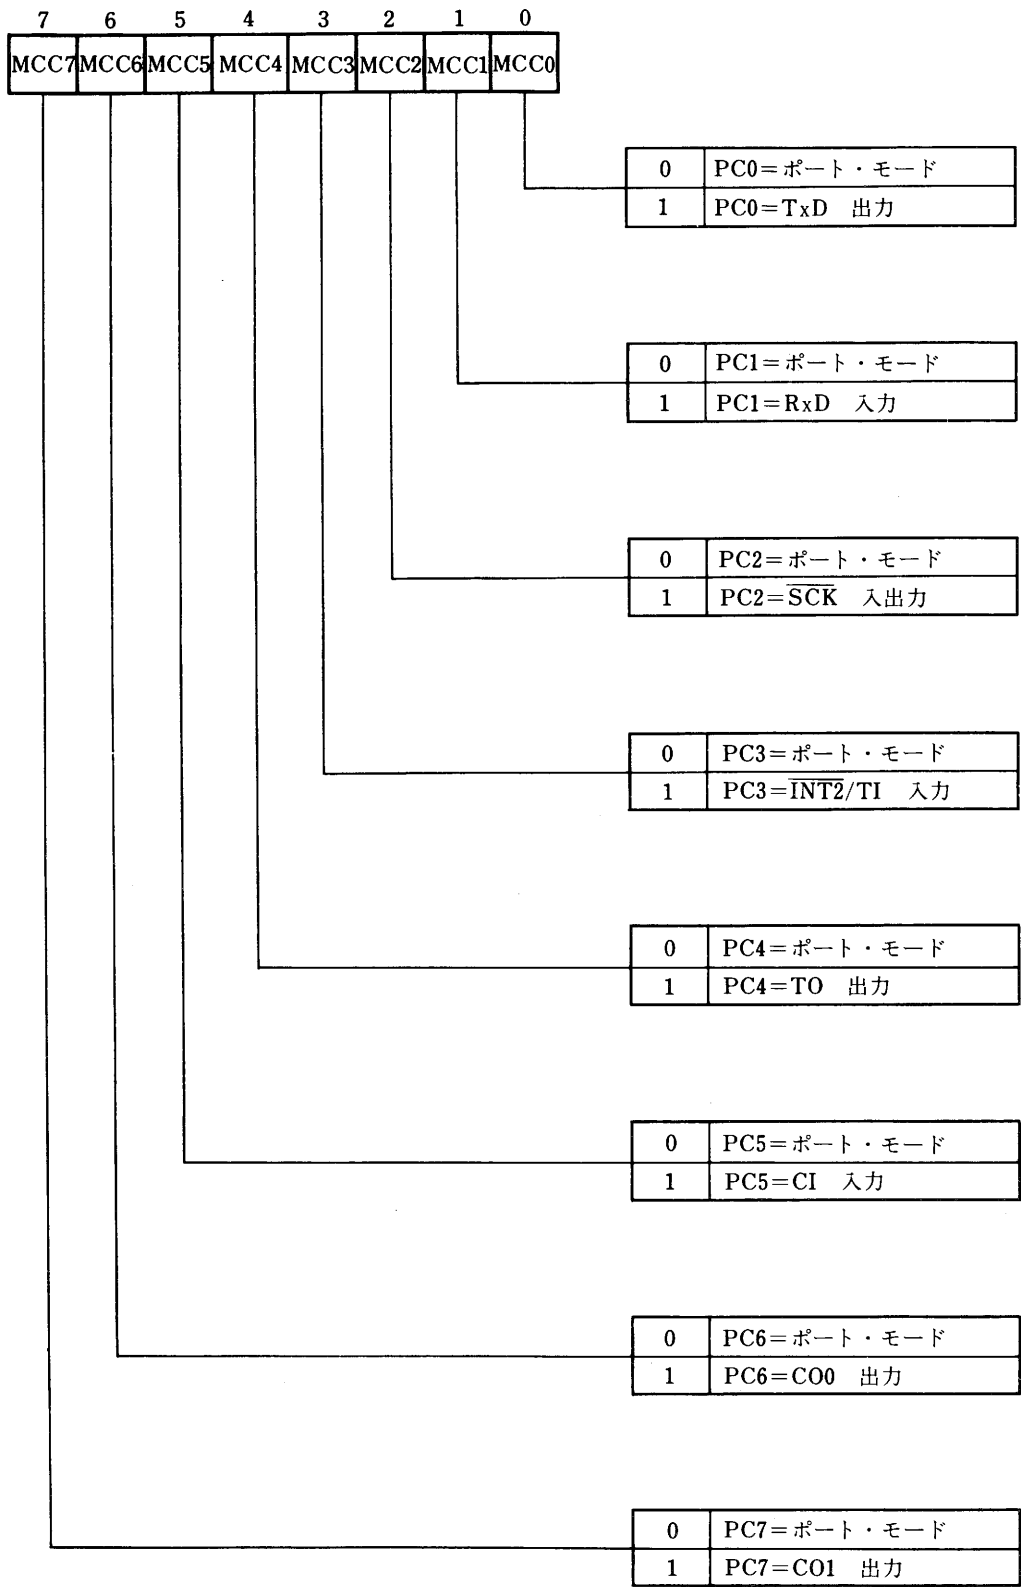 7 6 5 4 3 2 1 0
MCC7 MCC6 MCC5 MCC4 MCC3 MCC2 MCC1 MCC0
0 PC0=ポート・モード
1 PC0=TxD 出力
0 PC1=ポート・モード
1 PC1=RxD 入力
0 PC2=ポート・モード
1 PC2=S̅C̅K̅ 入出力
0 PC3=ポート・モード
1 PC3=I̅N̅T̅2̅/TI 入力
0 PC4=ポート・モード
1 PC4=TO 出力
0 PC5=ポート・モード
1 PC5=CI 入力
0 PC6=ポート・モード
1 PC6=CO0 出力
0 PC7=ポート・モード
1 PC7=CO1 出力